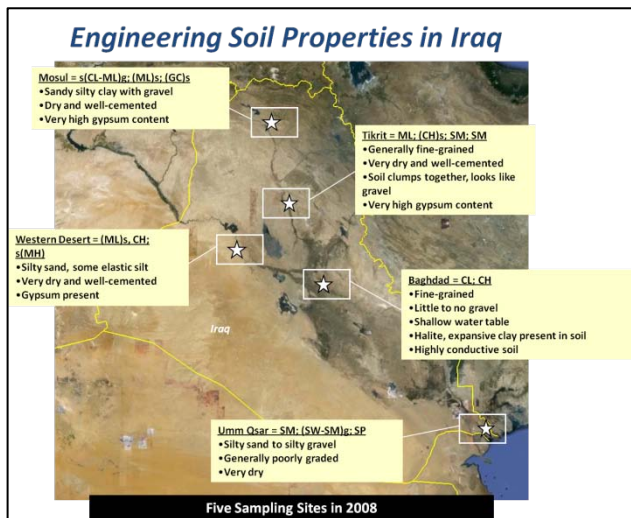 Engineering Soil Properties in Iraq
Mosul = s(CL-ML)g; (ML)s; (GC)s
•Sandy silty clay with gravel
•Dry and well-cemented
•Very high gypsum content
Tikrit = ML; (CH)s; SM; SM
•Generally fine-grained
•Very dry and well-cemented
•Soil clumps together, looks like
gravel
•Very high gypsum content
Western Desert = (ML)s, CH;
s(MH)
•Silty sand, some elastic silt
•Very dry and well-cemented
•Gypsum present
Baghdad = CL; CH
•Fine-grained
•Little to no gravel
•Shallow water table
•Halite, expansive clay present in soil
•Highly conductive soil
Iraq
Umm Qsar = SM; (SW-SM)g; SP
•Silty sand to silty gravel
•Generally poorly graded
•Very dry
Five Sampling Sites in 2008